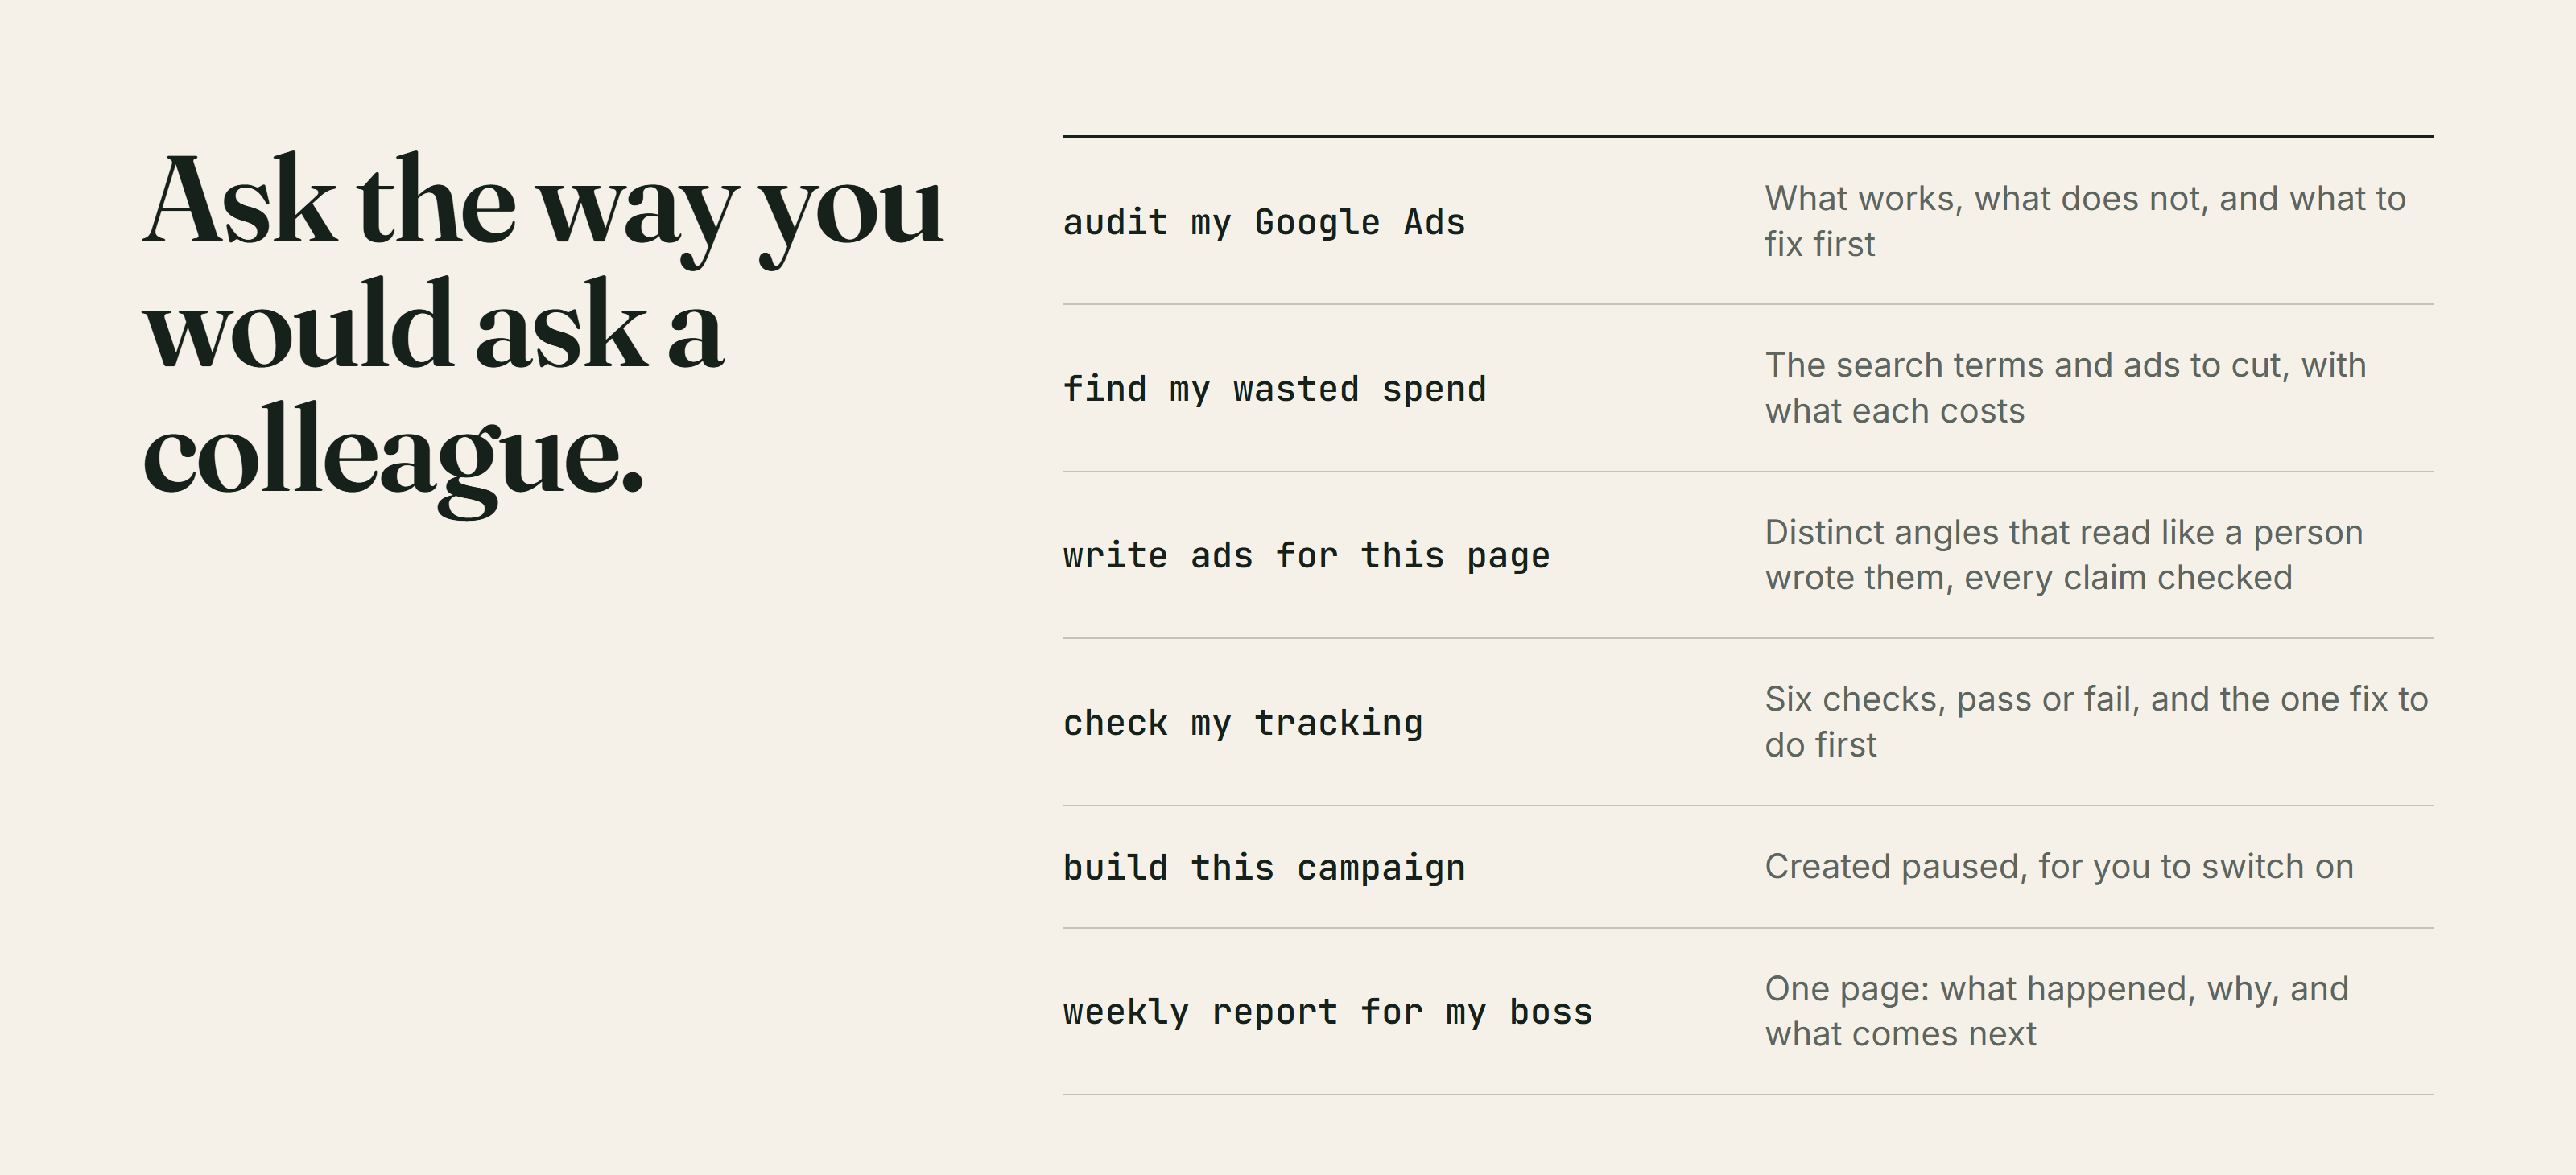 Ask the way you
would ask a
colleague.
audit my Google Ads
What works, what does not, and what to
fix first
find my wasted spend
The search terms and ads to cut, with
what each costs
write ads for this page
Distinct angles that read like a person
wrote them, every claim checked
check my tracking
Six checks, pass or fail, and the one fix to
do first
build this campaign
Created paused, for you to switch on
weekly report for my boss
One page: what happened, why, and
what comes next